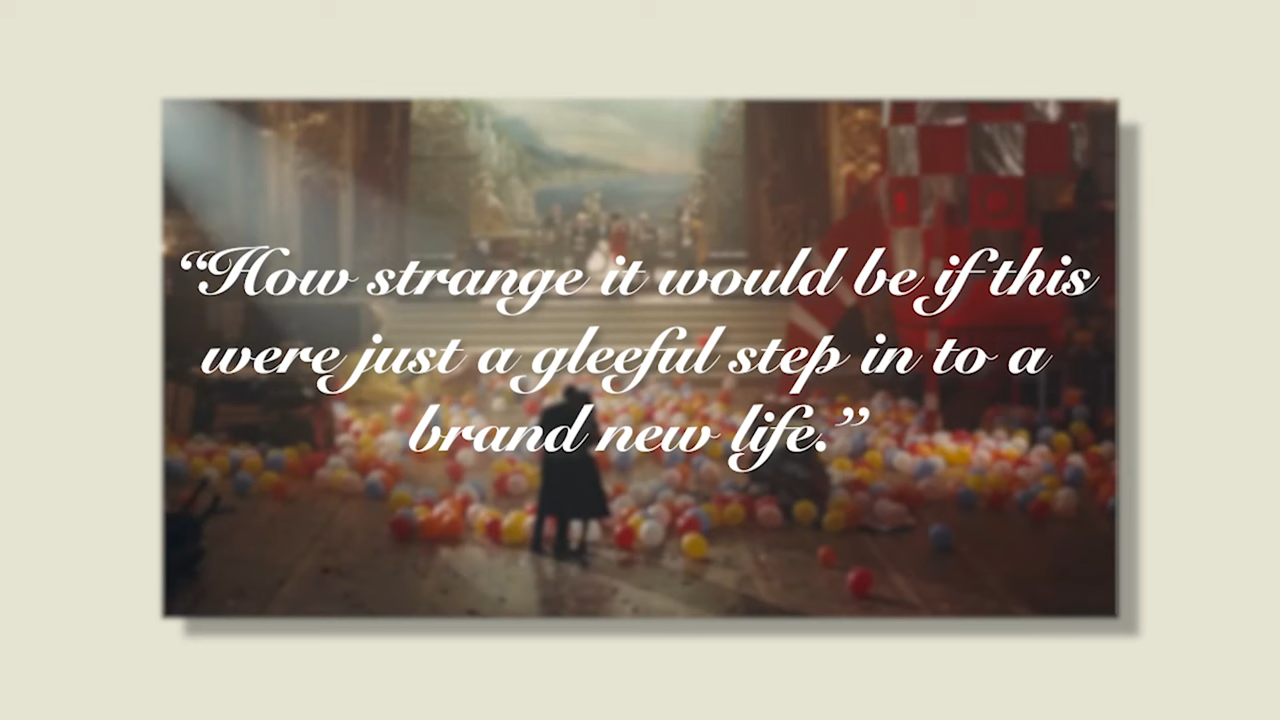 “How strange it would be if this
were just a gleeful step in to a
brand new life.”